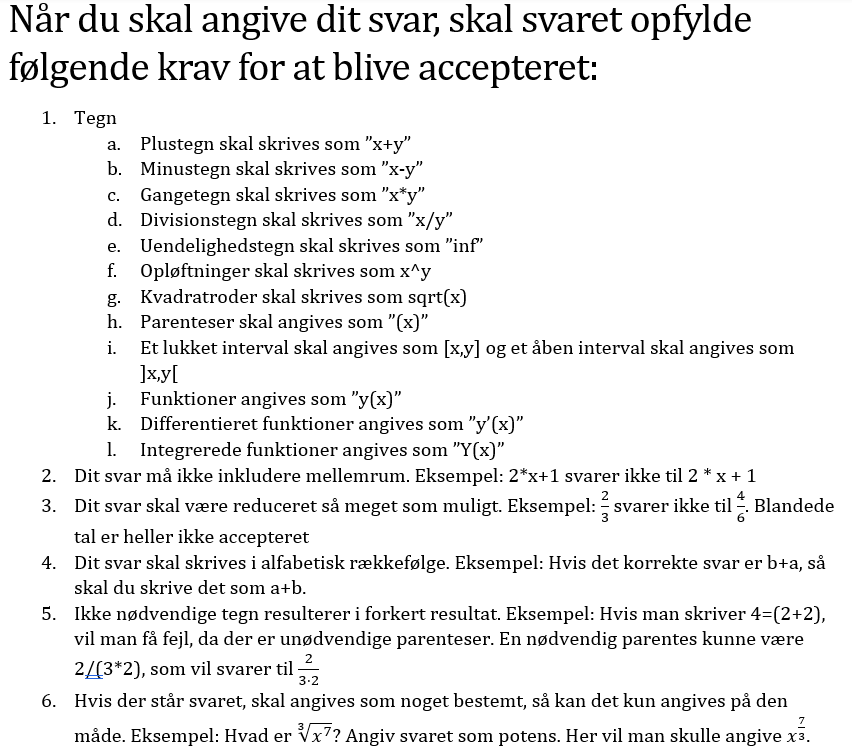 Når du skal angive dit svar, skal svaret opfylde
følgende krav for at blive accepteret:
1. Tegn
a. Plustegn skal skrives som ”x+y”
b. Minustegn skal skrives som ”x-y”
c. Gangetegn skal skrives som ”x*y”
d. Divisionstegn skal skrives som ”x/y”
e. Uendelighedstegn skal skrives som ”inf”
f. Opløftninger skal skrives som x^y
g. Kvadratroder skal skrives som sqrt(x)
h. Parenteser skal angives som ”(x)”
i. Et lukket interval skal angives som [x,y] og et åben interval skal angives som
]x,y[
j. Funktioner angives som ”y(x)”
k. Differentieret funktioner angives som ”y’(x)”
l. Integrerede funktioner angives som ”Y(x)”
2. Dit svar må ikke inkludere mellemrum. Eksempel: 2*x+1 svarer ikke til 2 * x + 1
3. Dit svar skal være reduceret så meget som muligt. Eksempel: 2/3 svarer ikke til 4/6. Blandede
tal er heller ikke accepteret
4. Dit svar skal skrives i alfabetisk rækkefølge. Eksempel: Hvis det korrekte svar er b+a, så
skal du skrive det som a+b.
5. Ikke nødvendige tegn resulterer i forkert resultat. Eksempel: Hvis man skriver 4=(2+2),
vil man få fejl, da der er unødvendige parenteser. En nødvendig parentes kunne være
2/(3*2), som vil svarer til 2/(3·2)
6. Hvis der står svaret, skal angives som noget bestemt, så kan det kun angives på den
måde. Eksempel: Hvad er ∛x⁷? Angiv svaret som potens. Her vil man skulle angive x^(7/3).